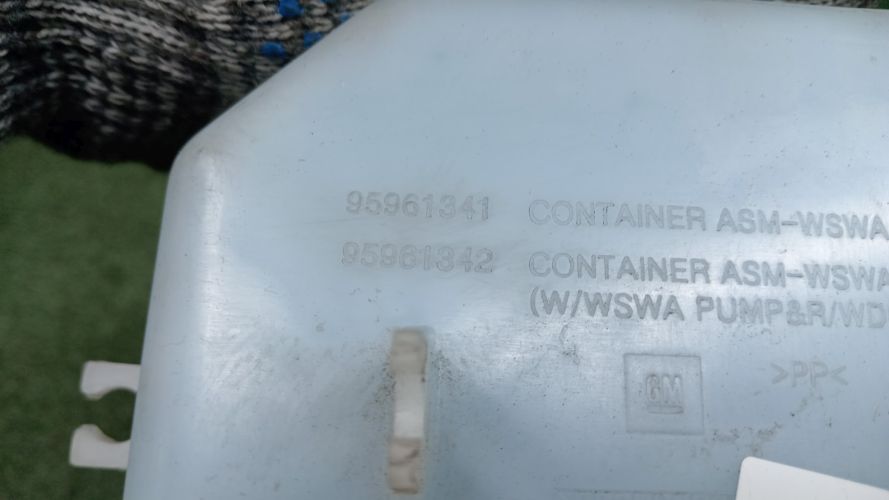 95961341 CONTAINER ASM-WSWA
95961342 CONTAINER ASM-WSWA
(W/WSWA PUMP&R/WD
GM
>PP<